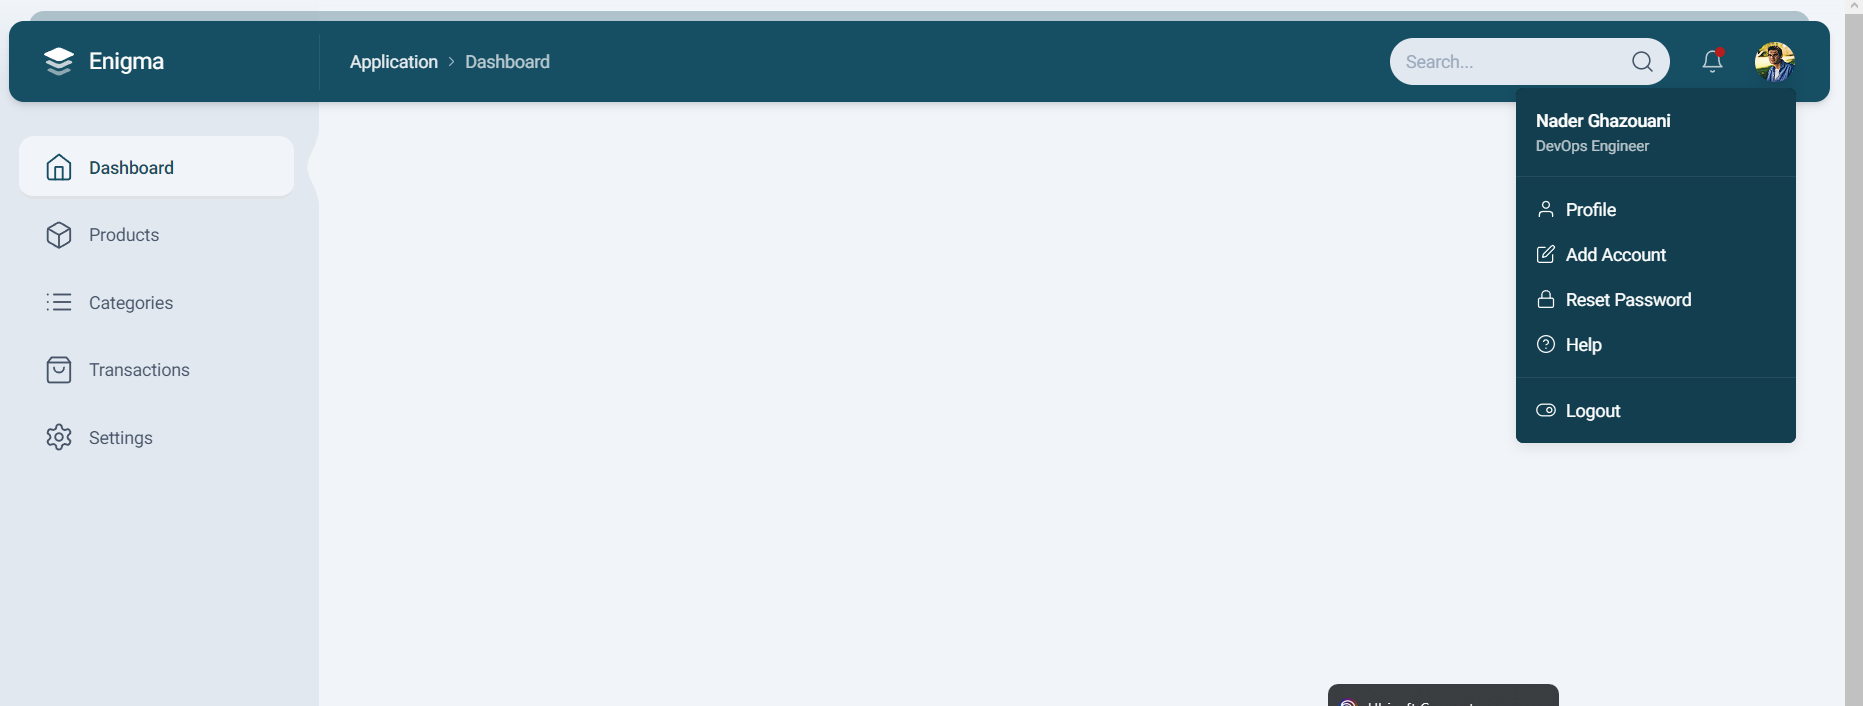 Enigma
Application > Dashboard
Search...
Nader Ghazouani
DevOps Engineer
Profile
Add Account
Reset Password
Help
Logout
Dashboard
Products
Categories
Transactions
Settings